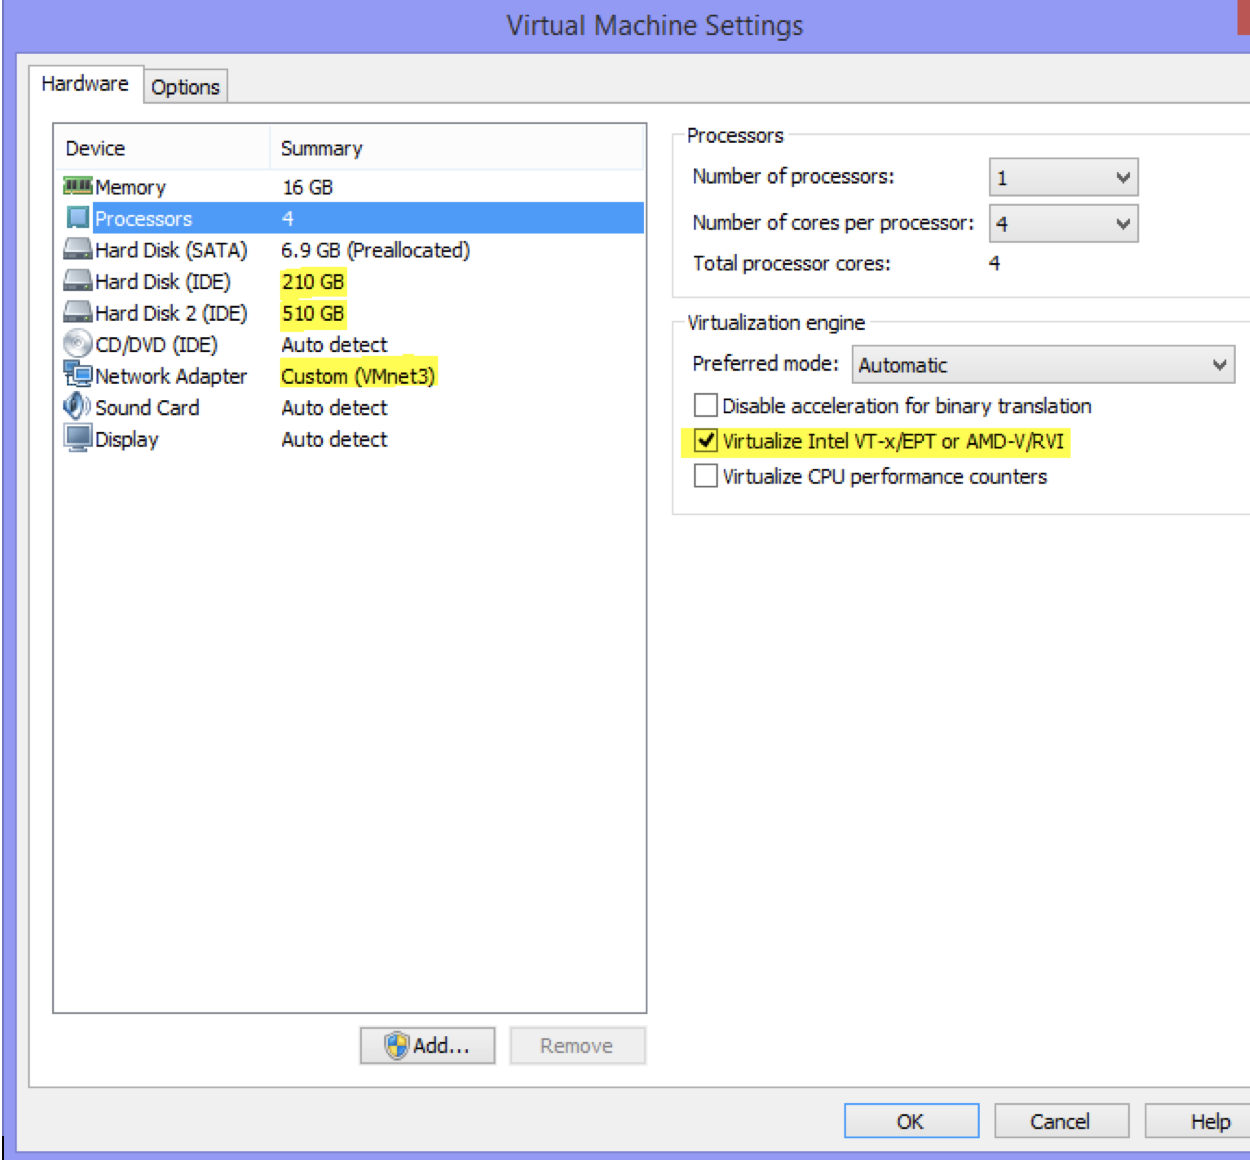 Virtual Machine Settings
Hardware
Options
Device Summary
Memory 16 GB
Processors 4
Hard Disk (SATA) 6.9 GB (Preallocated)
Hard Disk (IDE) 210 GB
Hard Disk 2 (IDE) 510 GB
CD/DVD (IDE) Auto detect
Network Adapter Custom (VMnet3)
Sound Card Auto detect
Display Auto detect
Add...
Remove
Processors
Number of processors: 1
Number of cores per processor: 4
Total processor cores: 4
Virtualization engine
Preferred mode: Automatic
Disable acceleration for binary translation
Virtualize Intel VT-x/EPT or AMD-V/RVI
Virtualize CPU performance counters
OK
Cancel
Help